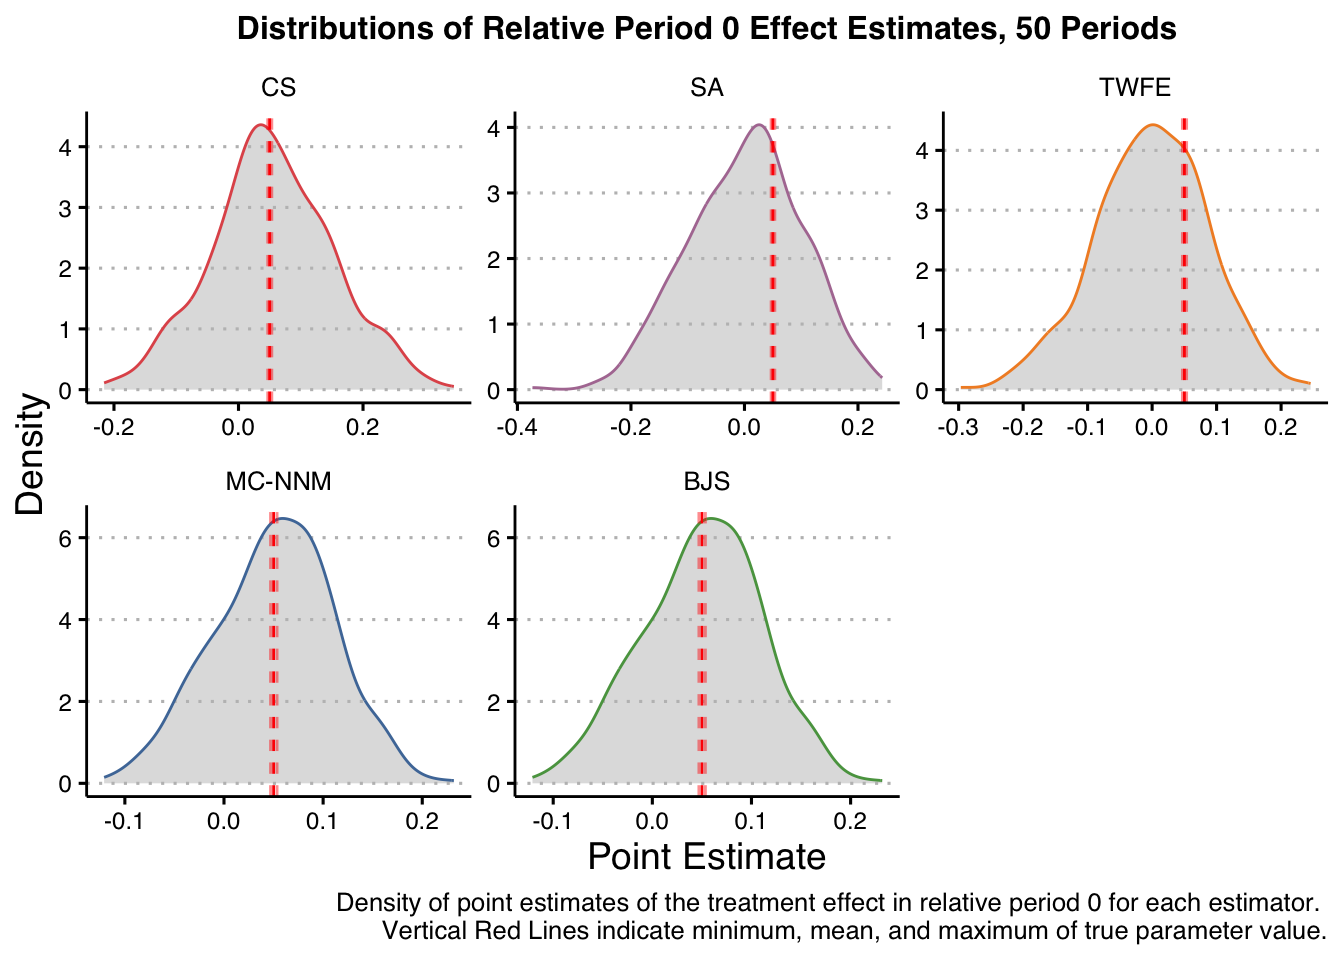 Distributions of Relative Period 0 Effect Estimates, 50 Periods
CS
SA
TWFE
4
3
2
1
0
-0.2 0.0 0.2
4
3
2
1
0
-0.4 -0.2 0.0 0.2
4
3
2
1
0
-0.3 -0.2 -0.1 0.0 0.1 0.2
Density
MC-NNM
BJS
6
4
2
0
-0.1 0.0 0.1 0.2
6
4
2
0
-0.1 0.0 0.1 0.2
Point Estimate
Density of point estimates of the treatment effect in relative period 0 for each estimator.
Vertical Red Lines indicate minimum, mean, and maximum of true parameter value.